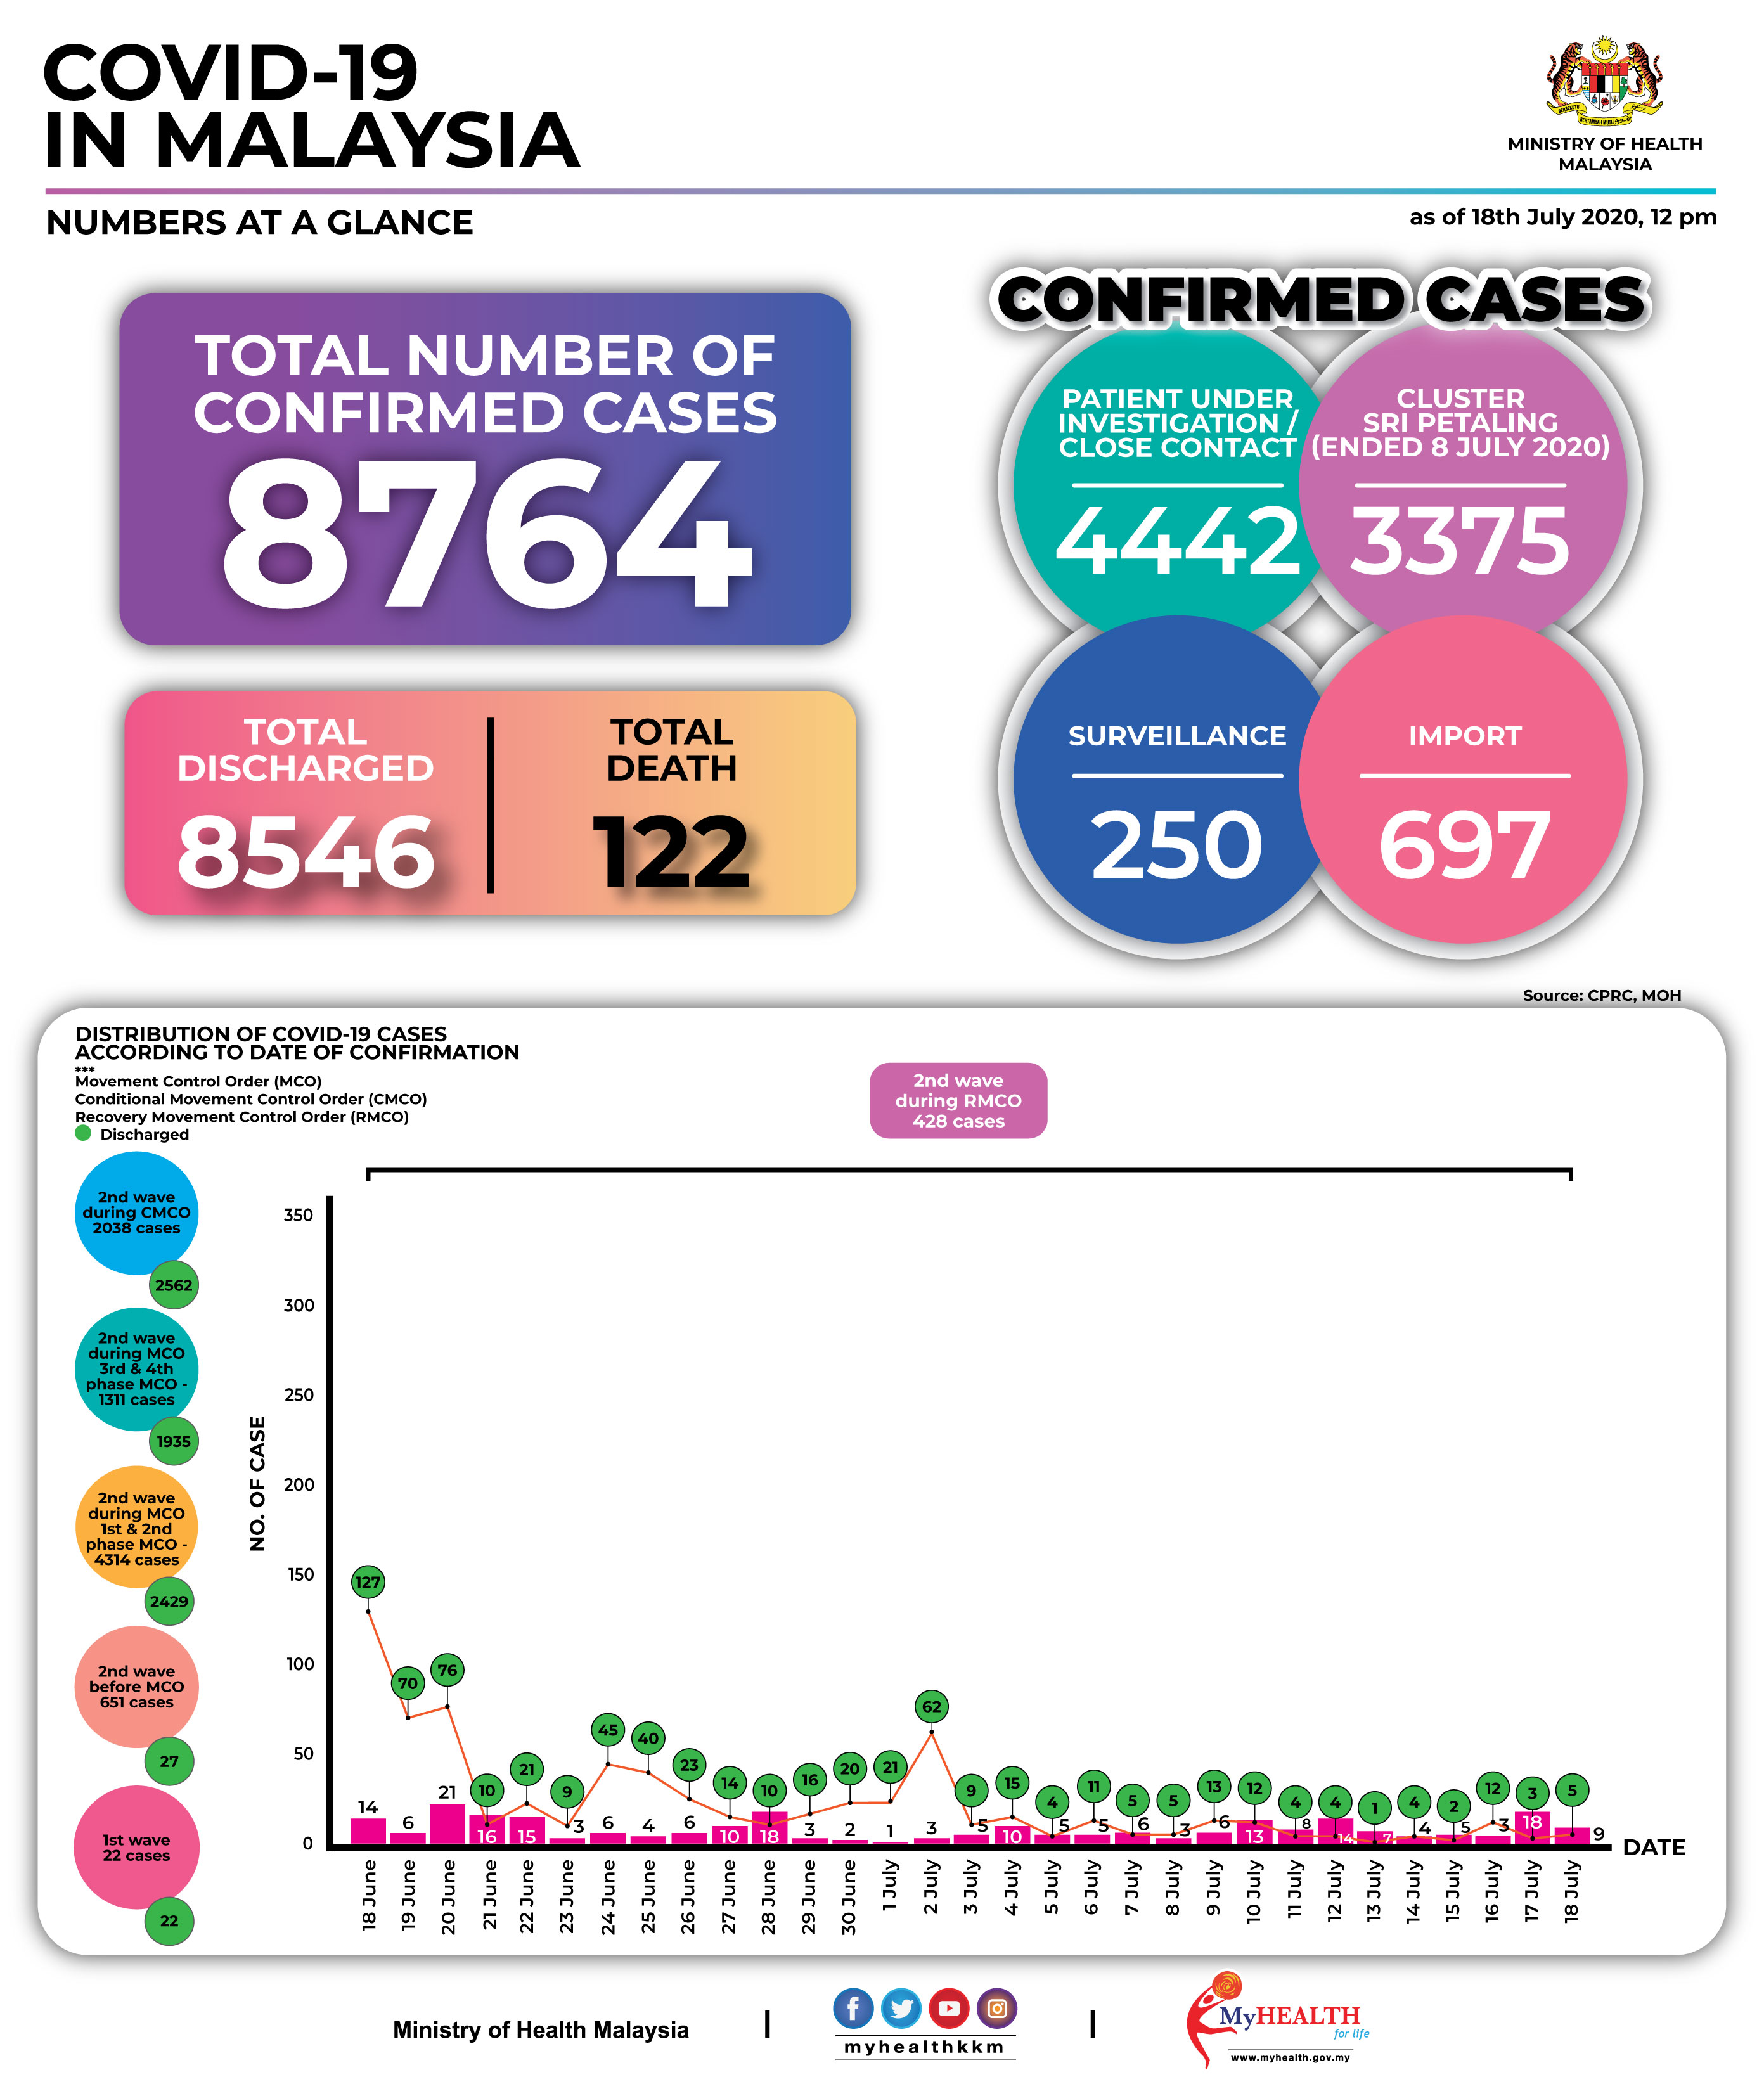 COVID-19
IN MALAYSIA
MINISTRY OF HEALTH
MALAYSIA
NUMBERS AT A GLANCE
as of 18th July 2020, 12 pm
TOTAL NUMBER OF
CONFIRMED CASES
8764
TOTAL
DISCHARGED
8546
TOTAL
DEATH
122
CONFIRMED CASES
PATIENT UNDER
INVESTIGATION /
CLOSE CONTACT
4442
CLUSTER
SRI PETALING
(ENDED 8 JULY 2020)
3375
SURVEILLANCE
250
IMPORT
697
Source: CPRC, MOH
DISTRIBUTION OF COVID-19 CASES
ACCORDING TO DATE OF CONFIRMATION
***
Movement Control Order (MCO)
Conditional Movement Control Order (CMCO)
Recovery Movement Control Order (RMCO)
Discharged
2nd wave
during RMCO
428 cases
2nd wave
during CMCO
2038 cases
2562
2nd wave
during MCO
3rd & 4th
phase MCO -
1311 cases
1935
2nd wave
during MCO
1st & 2nd
phase MCO -
4314 cases
2429
2nd wave
before MCO
651 cases
27
1st wave
22 cases
22
NO. OF CASE
350
300
250
200
150
100
50
0
127 70 76 10 21 9 45 40 23 14 10 16 20 21 62 9 15 4 11 5 5 13 12 4 4 1 4 2 12 3 5
14 6 21 16 15 3 6 4 6 10 18 3 2 1 3 5 10 5 5 6 3 6 13 8 14 7 4 5 3 18 9
DATE
18 June 19 June 20 June 21 June 22 June 23 June 24 June 25 June 26 June 27 June 28 June 29 June 30 June 1 July 2 July 3 July 4 July 5 July 6 July 7 July 8 July 9 July 10 July 11 July 12 July 13 July 14 July 15 July 16 July 17 July 18 July
Ministry of Health Malaysia
myhealthkkm
MyHEALTH
for life
www.myhealth.gov.my